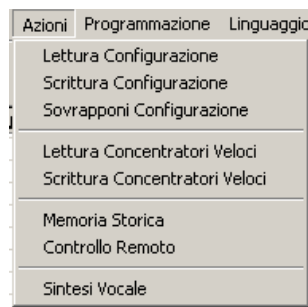 Azioni Programmazione Linguaggio
Lettura Configurazione
Scrittura Configurazione
Sovrapponi Configurazione
Lettura Concentratori Veloci
Scrittura Concentratori Veloci
Memoria Storica
Controllo Remoto
Sintesi Vocale